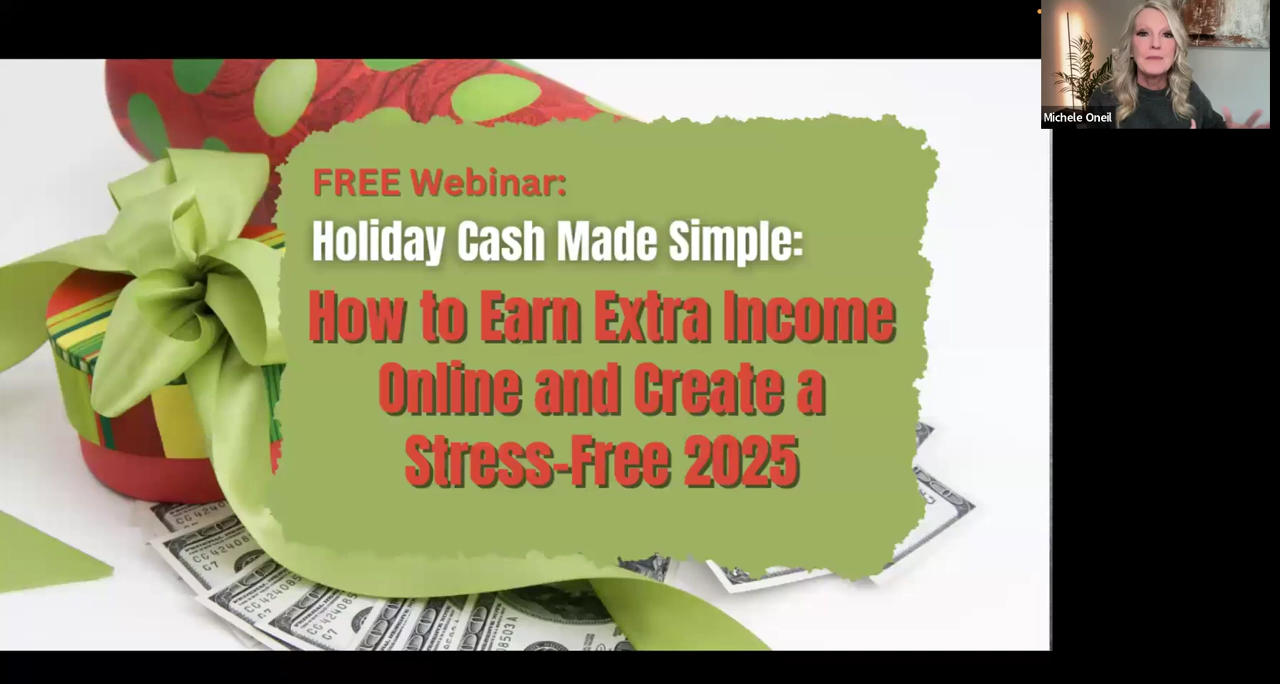 FREE Webinar:
Holiday Cash Made Simple:
How to Earn Extra Income
Online and Create a
Stress-Free 2025
Michele Oneil